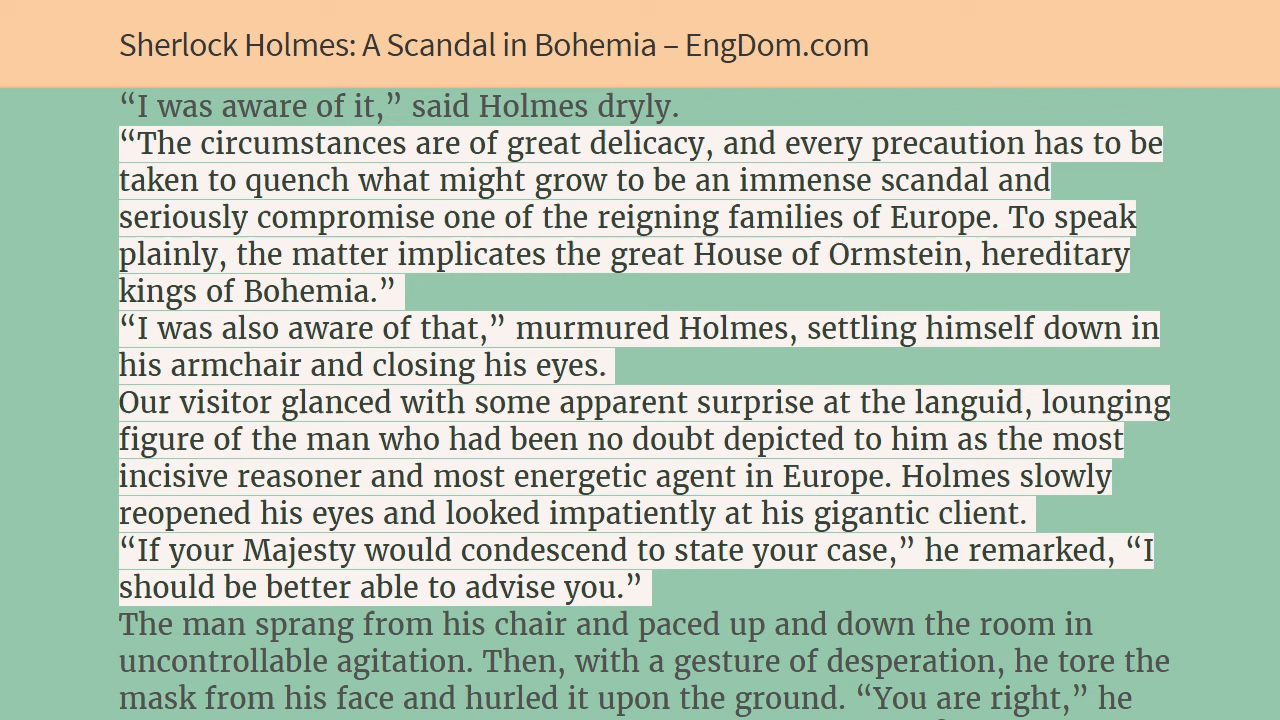 Sherlock Holmes: A Scandal in Bohemia – EngDom.com
“I was aware of it,” said Holmes dryly.
“The circumstances are of great delicacy, and every precaution has to be
taken to quench what might grow to be an immense scandal and
seriously compromise one of the reigning families of Europe. To speak
plainly, the matter implicates the great House of Ormstein, hereditary
kings of Bohemia.”
“I was also aware of that,” murmured Holmes, settling himself down in
his armchair and closing his eyes.
Our visitor glanced with some apparent surprise at the languid, lounging
figure of the man who had been no doubt depicted to him as the most
incisive reasoner and most energetic agent in Europe. Holmes slowly
reopened his eyes and looked impatiently at his gigantic client.
“If your Majesty would condescend to state your case,” he remarked, “I
should be better able to advise you.”
The man sprang from his chair and paced up and down the room in
uncontrollable agitation. Then, with a gesture of desperation, he tore the
mask from his face and hurled it upon the ground. “You are right,” he